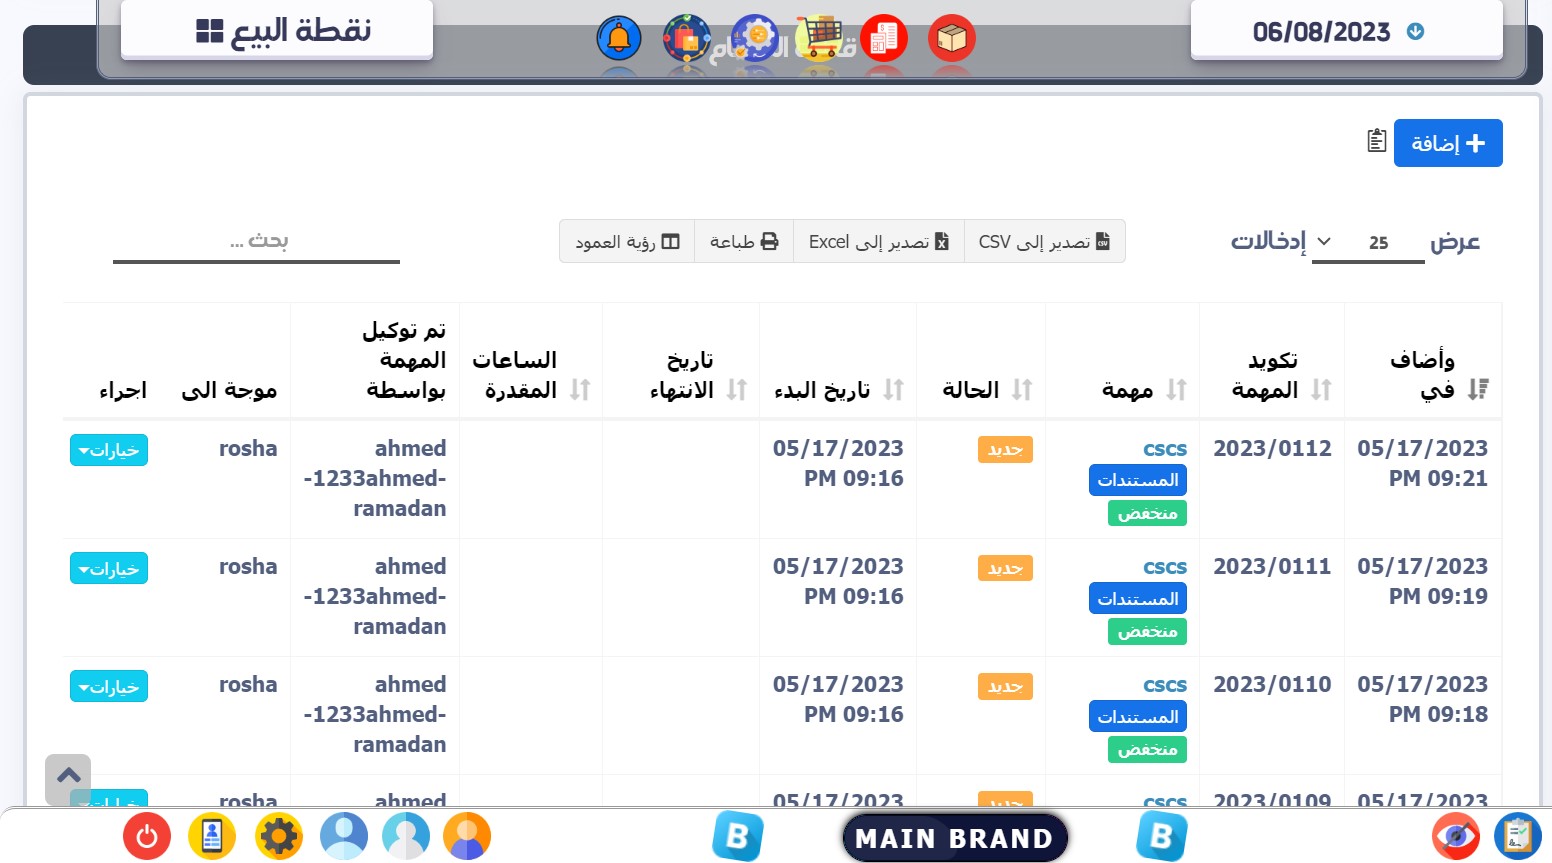 06/08/2023
نقطة البيع
إضافة
عرض 25 إدخالات
تصدير إلى CSV
تصدير إلى Excel
طباعة
رؤية العمود
بحث ...
وأضاف في
تكويد المهمة
مهمة
الحالة
تاريخ البدء
تاريخ الانتهاء
الساعات المقدرة
تم توكيل المهمة بواسطة
موجة الى
اجراء
05/17/2023
PM 09:21
2023/0112
cscs
المستندات
منخفض
جديد
05/17/2023
PM 09:16
ahmed
-1233ahmed-
ramadan
rosha
خيارات
05/17/2023
PM 09:19
2023/0111
cscs
المستندات
منخفض
جديد
05/17/2023
PM 09:16
ahmed
-1233ahmed-
ramadan
rosha
خيارات
05/17/2023
PM 09:18
2023/0110
cscs
المستندات
منخفض
جديد
05/17/2023
PM 09:16
ahmed
-1233ahmed-
ramadan
rosha
خيارات
05/17/2023
2023/0109
cscs
جديد
05/17/2023
ahmed
rosha
خيارات
B
MAIN BRAND
B